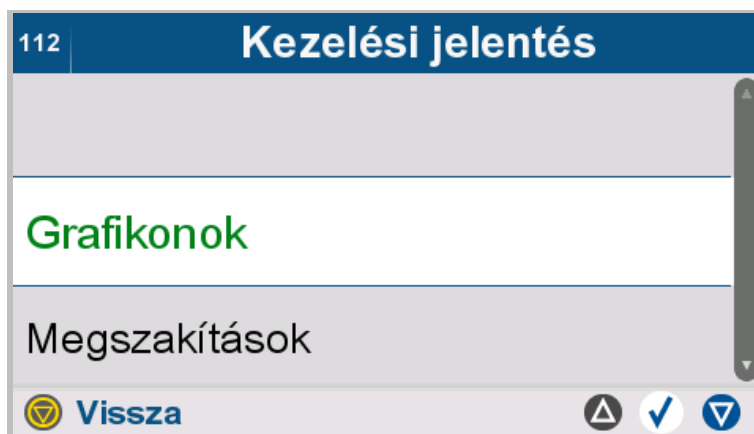 112
Kezelési jelentés
Grafikonok
Megszakítások
Vissza